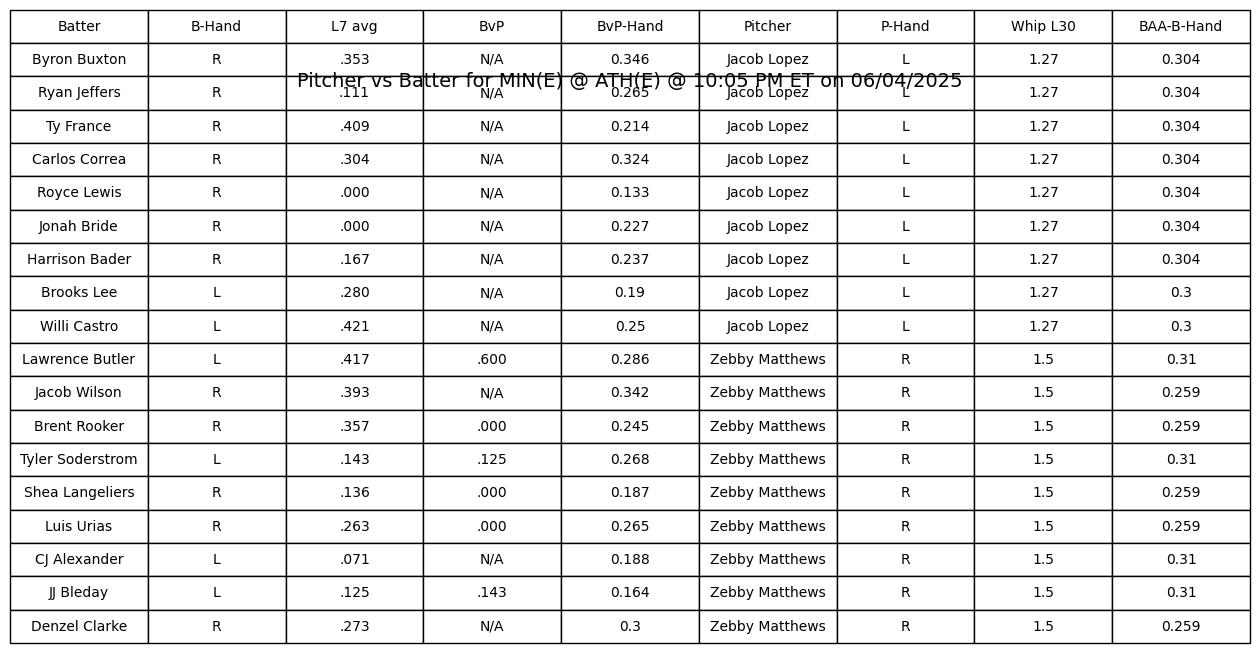 Batter B-Hand L7 avg BvP BvP-Hand Pitcher P-Hand Whip L30 BAA-B-Hand
Byron Buxton R .353 N/A 0.346 Jacob Lopez L 1.27 0.304
Pitcher vs Batter for MIN(E) @ ATH(E) @ 10:05 PM ET on 06/04/2025
Ryan Jeffers R .111 N/A 0.265 Jacob Lopez L 1.27 0.304
Ty France R .409 N/A 0.214 Jacob Lopez L 1.27 0.304
Carlos Correa R .304 N/A 0.324 Jacob Lopez L 1.27 0.304
Royce Lewis R .000 N/A 0.133 Jacob Lopez L 1.27 0.304
Jonah Bride R .000 N/A 0.227 Jacob Lopez L 1.27 0.304
Harrison Bader R .167 N/A 0.237 Jacob Lopez L 1.27 0.304
Brooks Lee L .280 N/A 0.19 Jacob Lopez L 1.27 0.3
Willi Castro L .421 N/A 0.25 Jacob Lopez L 1.27 0.3
Lawrence Butler L .417 .600 0.286 Zebby Matthews R 1.5 0.31
Jacob Wilson R .393 N/A 0.342 Zebby Matthews R 1.5 0.259
Brent Rooker R .357 .000 0.245 Zebby Matthews R 1.5 0.259
Tyler Soderstrom L .143 .125 0.268 Zebby Matthews R 1.5 0.31
Shea Langeliers R .136 .000 0.187 Zebby Matthews R 1.5 0.259
Luis Urias R .263 .000 0.265 Zebby Matthews R 1.5 0.259
CJ Alexander L .071 N/A 0.188 Zebby Matthews R 1.5 0.31
JJ Bleday L .125 .143 0.164 Zebby Matthews R 1.5 0.31
Denzel Clarke R .273 N/A 0.3 Zebby Matthews R 1.5 0.259